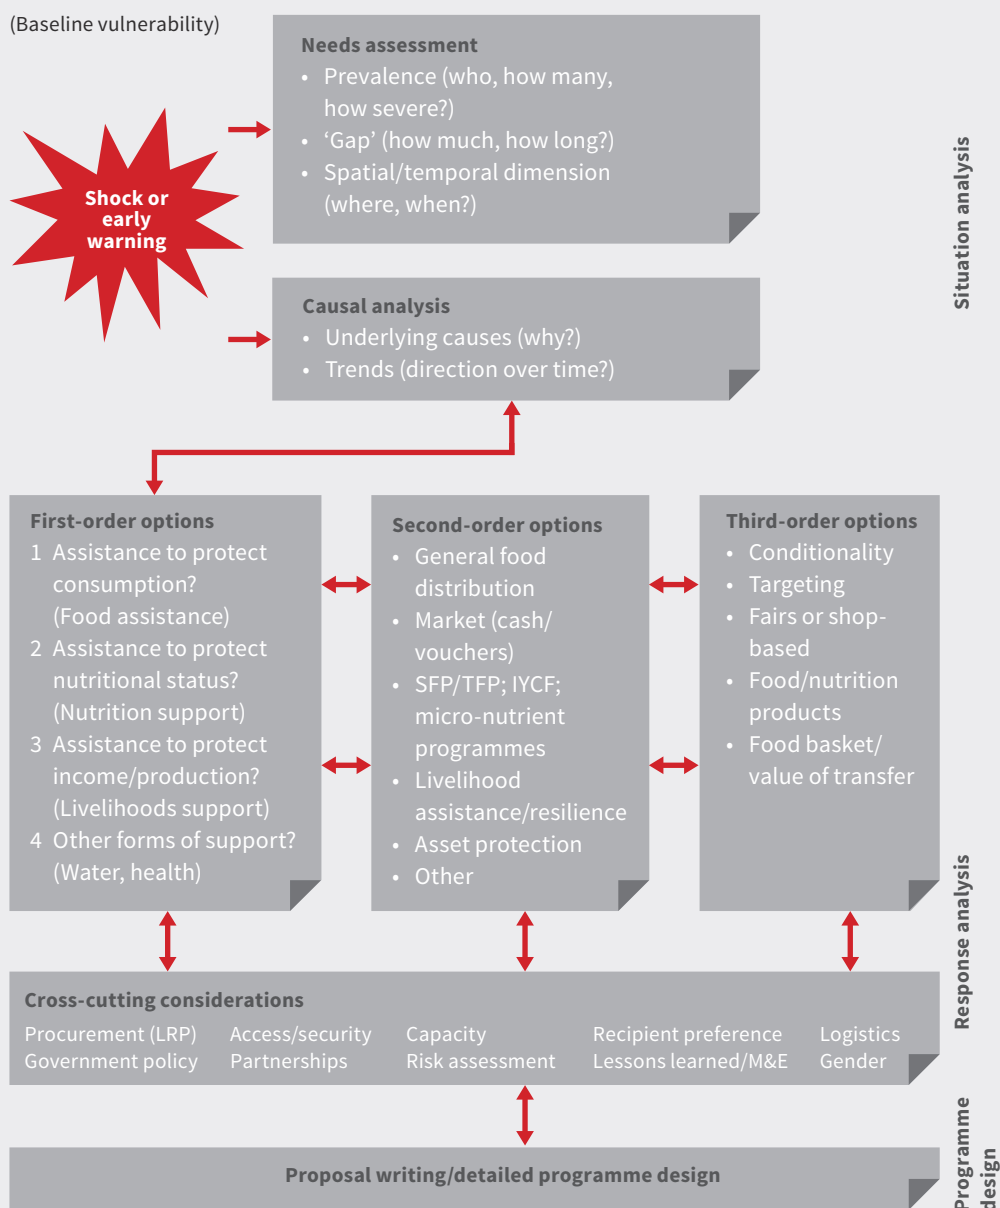 (Baseline vulnerability)
Needs assessment
• Prevalence (who, how many,
how severe?)
• ‘Gap’ (how much, how long?)
• Spatial/temporal dimension
(where, when?)
Shock or
early
warning
Causal analysis
• Underlying causes (why?)
• Trends (direction over time?)
Situation analysis
First-order options
1 Assistance to protect
consumption?
(Food assistance)
2 Assistance to protect
nutritional status?
(Nutrition support)
3 Assistance to protect
income/production?
(Livelihoods support)
4 Other forms of support?
(Water, health)
Second-order options
• General food
distribution
• Market (cash/
vouchers)
• SFP/TFP; IYCF;
micro-nutrient
programmes
• Livelihood
assistance/resilience
• Asset protection
• Other
Third-order options
• Conditionality
• Targeting
• Fairs or shop-
based
• Food/nutrition
products
• Food basket/
value of transfer
Response analysis
Cross-cutting considerations
Procurement (LRP) Access/security Capacity Recipient preference Logistics
Government policy Partnerships Risk assessment Lessons learned/M&E Gender
Proposal writing/detailed programme design
Programme
design